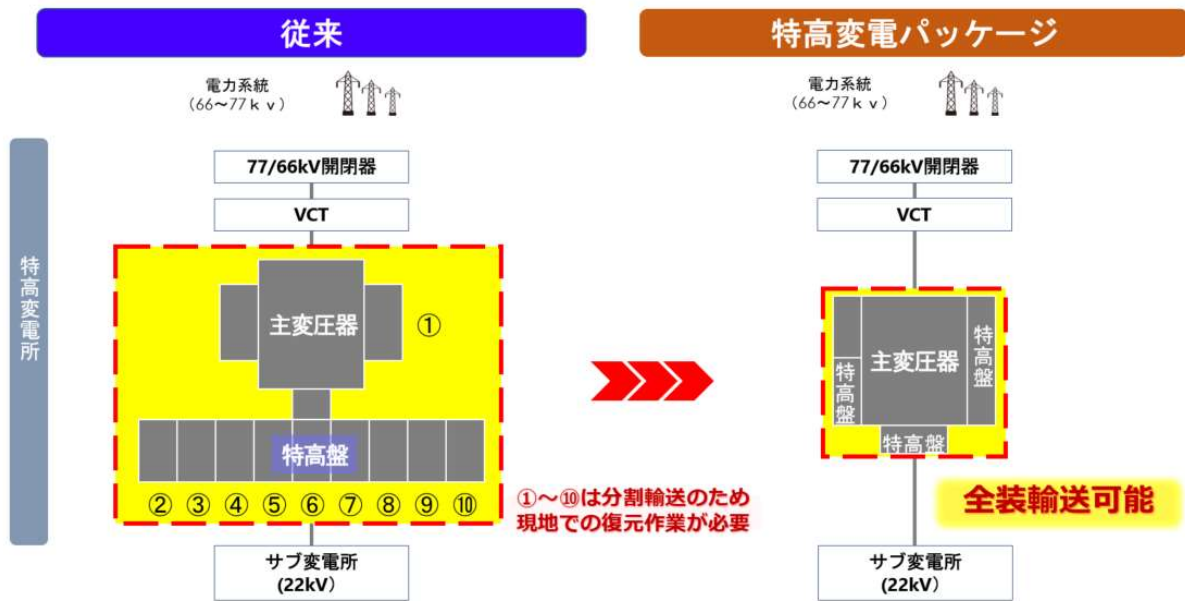 従来
特高変電パッケージ
電力系統
（66～77ｋｖ）
電力系統
（66～77ｋｖ）
特高変電所
77/66kV開閉器
VCT
主変圧器
①
特高盤
② ③ ④ ⑤ ⑥ ⑦ ⑧ ⑨ ⑩
①～⑩は分割輸送のため
現地での復元作業が必要
サブ変電所
(22kV）
77/66kV開閉器
VCT
特高盤
主変圧器
特高盤
特高盤
全装輸送可能
サブ変電所
(22kV）